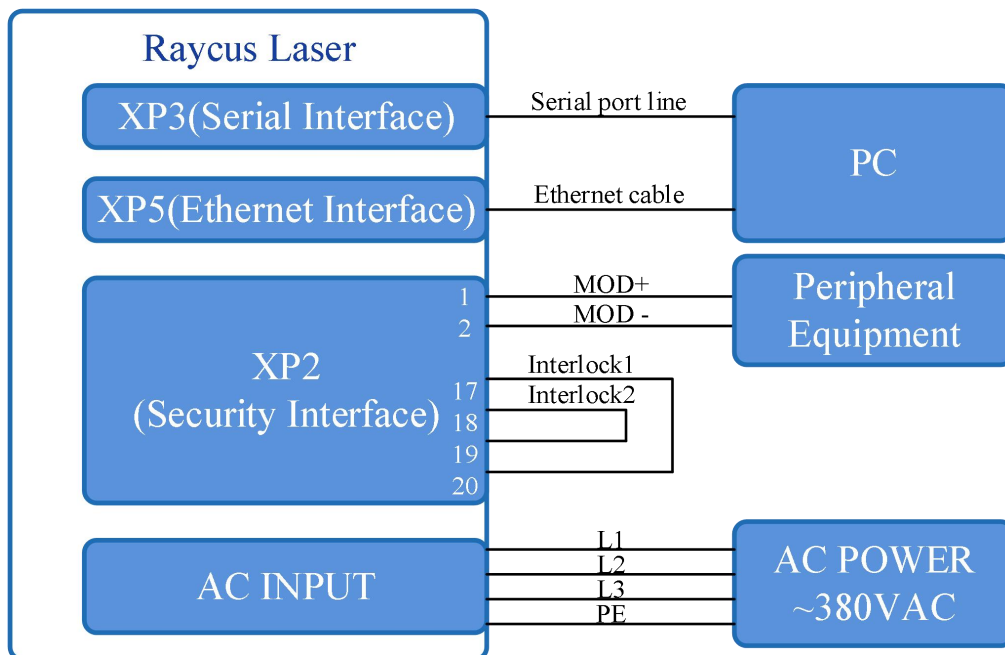 Raycus Laser
XP3(Serial Interface)
Serial port line
PC
XP5(Ethernet Interface)
Ethernet cable
XP2
(Security Interface)
1
2
17
18
19
20
MOD+
MOD -
Peripheral
Equipment
Interlock1
Interlock2
AC INPUT
L1
L2
L3
PE
AC POWER
~380VAC